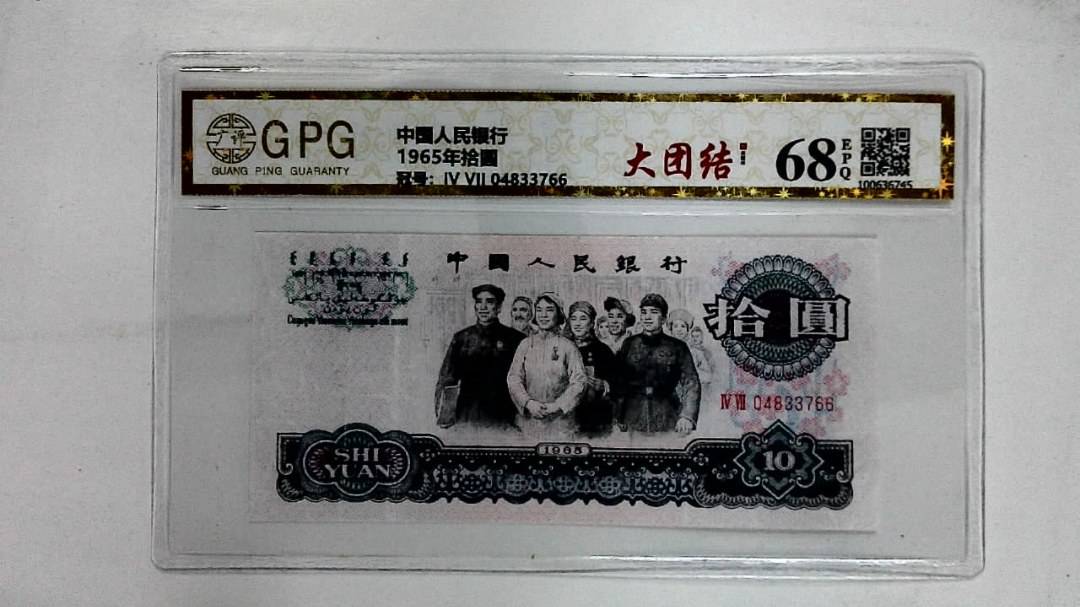 GPG
GUANG PING GUARANTY
中國人民银行
1965年拾圓
冠号: IV VII 04833766
大团结
68
EPQ
100636745
中國人民銀行
拾圓
IV VII 04833766
1965
SHI
YUAN
10